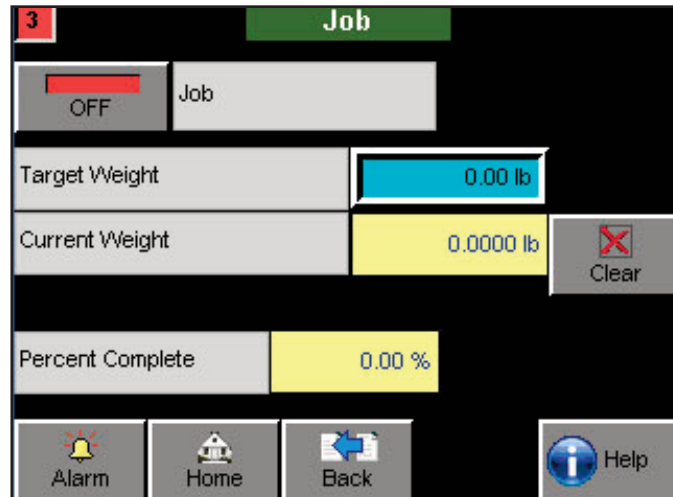 3 Job
OFF Job
Target Weight 0.00 lb
Current Weight 0.0000 lb
Clear
Percent Complete 0.00 %
Alarm Home Back Help